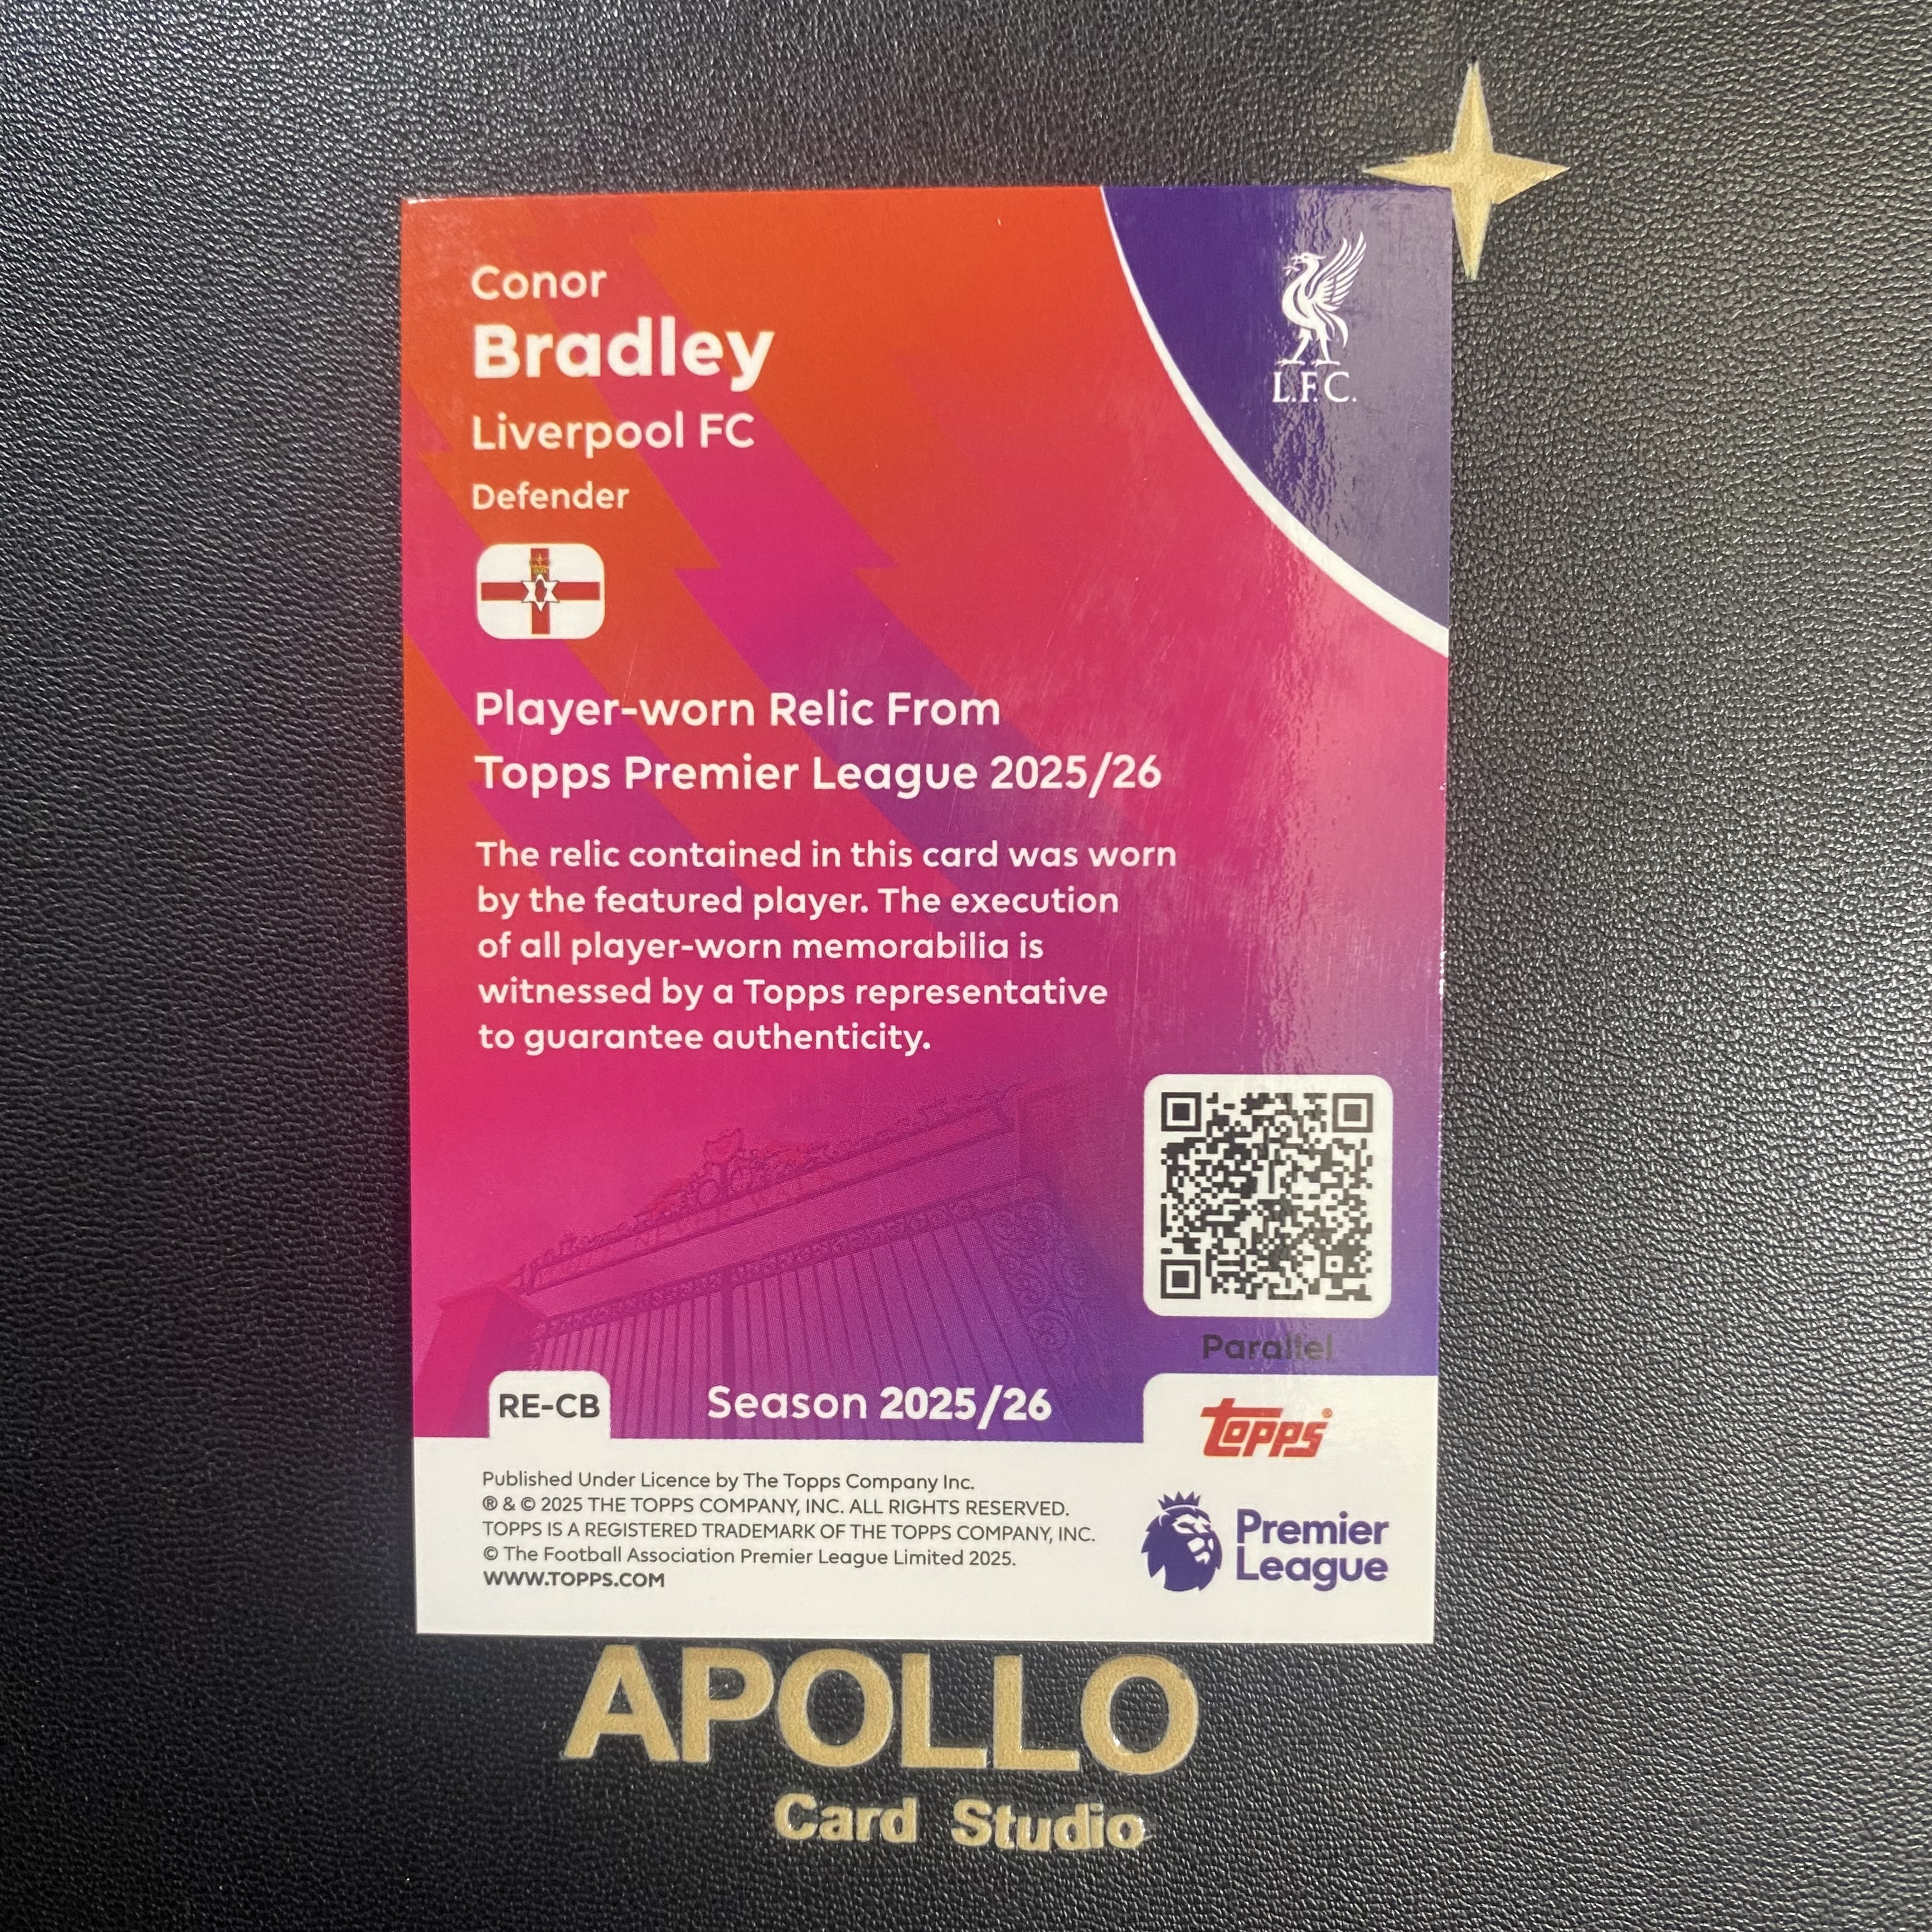 Conor
Bradley
Liverpool FC
Defender
L.F.C.
Player-worn Relic From
Topps Premier League 2025/26
The relic contained in this card was worn
by the featured player. The execution
of all player-worn memorabilia is
witnessed by a Topps representative
to guarantee authenticity.
Parallel
RE-CB
Season 2025/26
topps®
Published Under Licence by The Topps Company Inc.
® & © 2025 THE TOPPS COMPANY, INC. ALL RIGHTS RESERVED.
TOPPS IS A REGISTERED TRADEMARK OF THE TOPPS COMPANY, INC.
© The Football Association Premier League Limited 2025.
WWW.TOPPS.COM
Premier
League
APOLLO
Card Studio